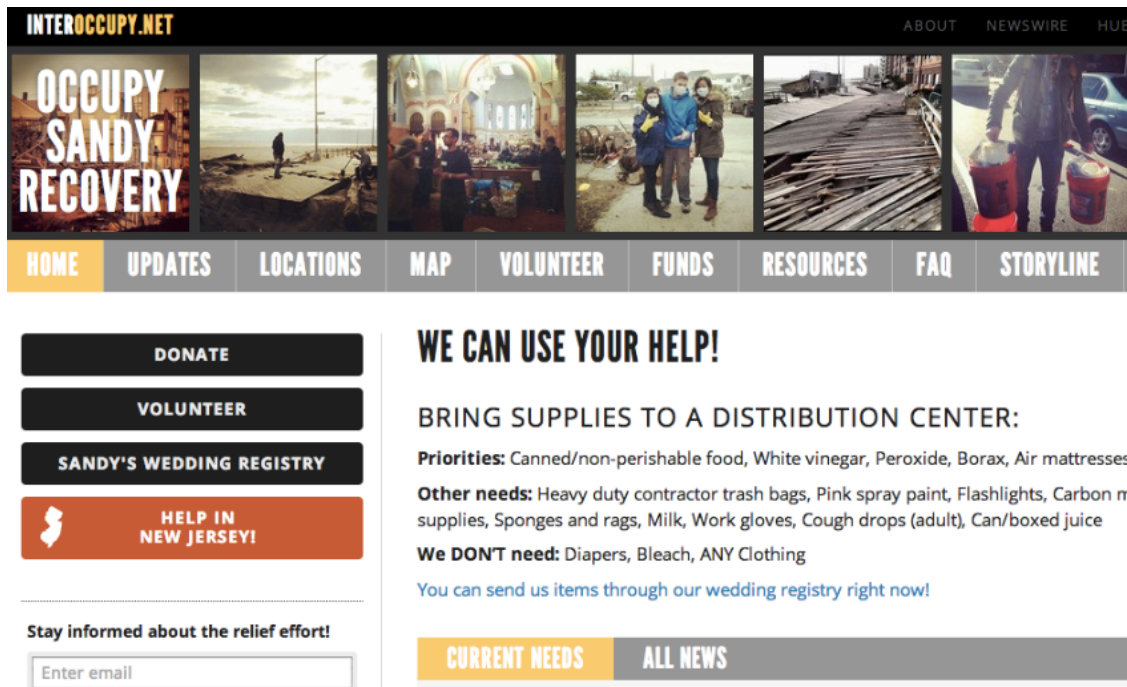 INTEROCCUPY.NET
ABOUT NEWSWIRE
OCCUPY
SANDY
RECOVERY
HOME UPDATES LOCATIONS MAP VOLUNTEER FUNDS RESOURCES FAQ STORYLINE
DONATE
VOLUNTEER
SANDY'S WEDDING REGISTRY
HELP IN
NEW JERSEY!
Stay informed about the relief effort!
Enter email
WE CAN USE YOUR HELP!
BRING SUPPLIES TO A DISTRIBUTION CENTER:
Priorities: Canned/non-perishable food, White vinegar, Peroxide, Borax, Air mattresses
Other needs: Heavy duty contractor trash bags, Pink spray paint, Flashlights, Carbon
supplies, Sponges and rags, Milk, Work gloves, Cough drops (adult), Can/boxed juice
We DON'T need: Diapers, Bleach, ANY Clothing
You can send us items through our wedding registry right now!
CURRENT NEEDS ALL NEWS